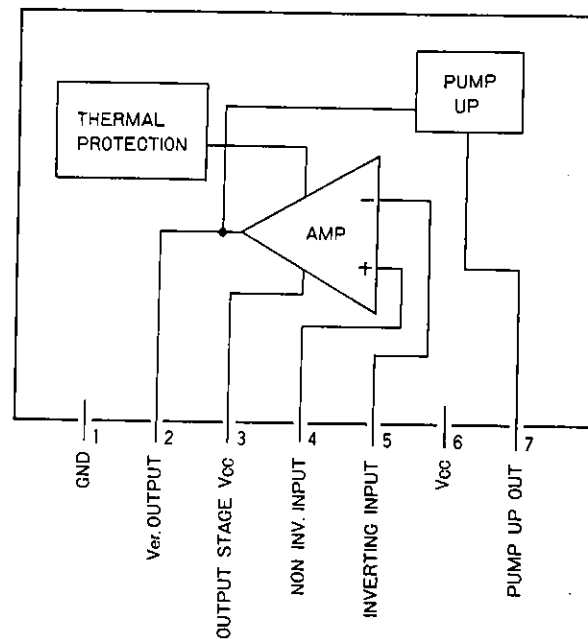 PUMP
UP
THERMAL
PROTECTION
AMP
−
+
1
2
3
4
5
6
7
GND
Ver. OUTPUT
OUTPUT STAGE Vcc
NON INV. INPUT
INVERTING INPUT
Vcc
PUMP UP OUT